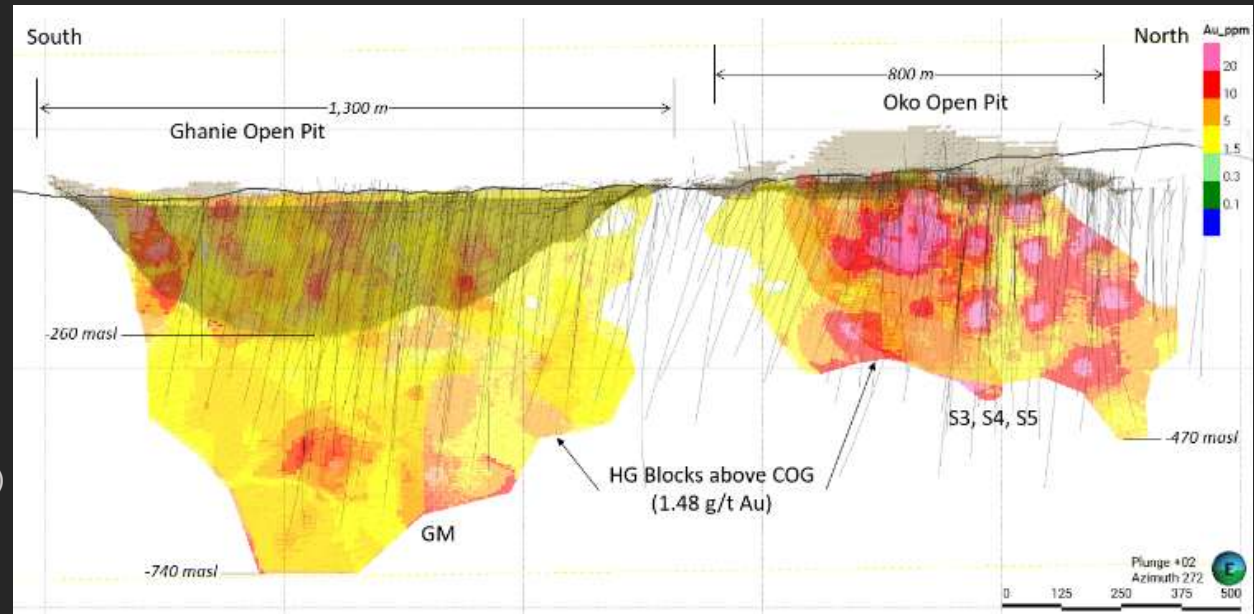 South
North
Au_ppm
20
10
5
1.5
0.3
0.1
800 m
Oko Open Pit
1,300 m
Ghanie Open Pit
-260 masl
S3, S4, S5
-470 masl
HG Blocks above COG
(1.48 g/t Au)
GM
-740 masl
Plunge +02
Azimuth 272
E
0 125 250 375 500